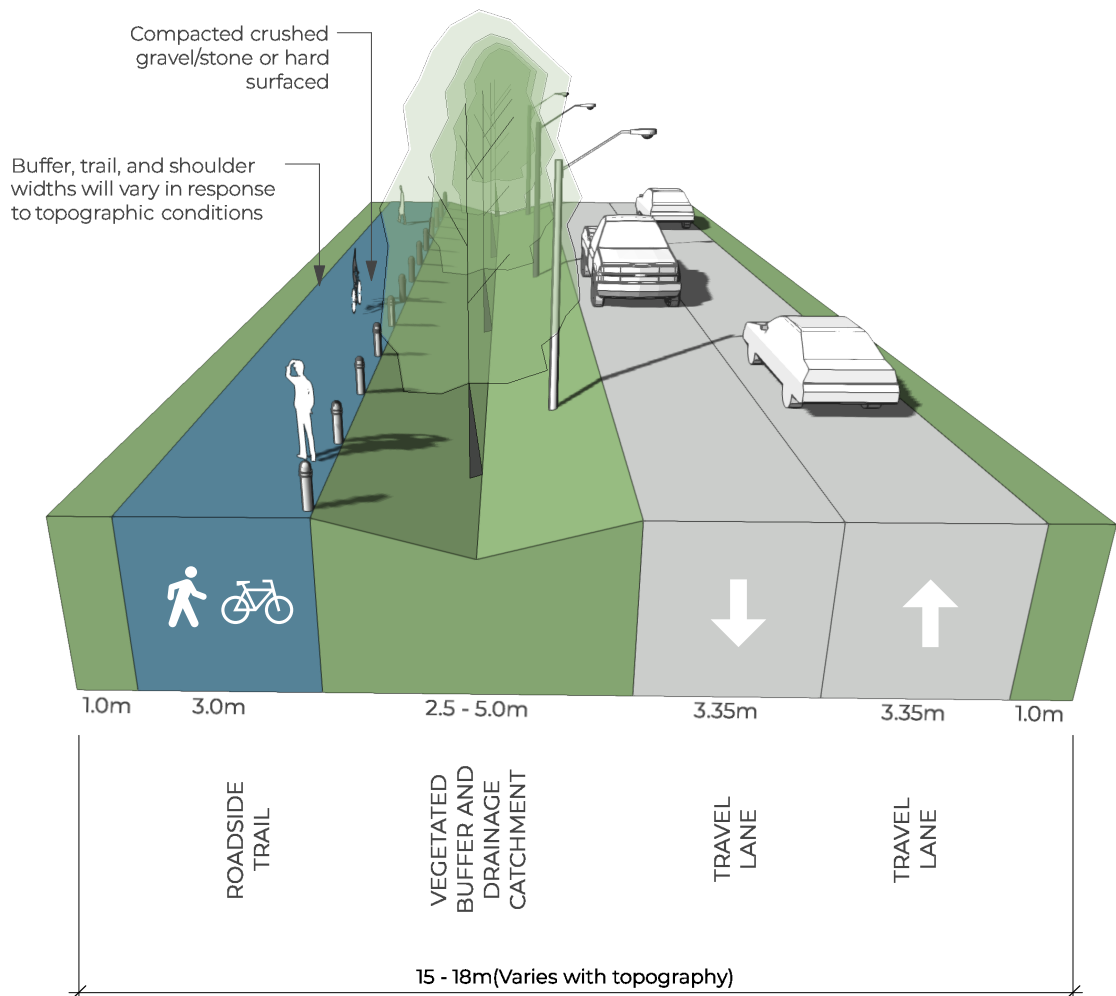 Compacted crushed
gravel/stone or hard
surfaced
Buffer, trail, and shoulder
widths will vary in response
to topographic conditions
1.0m
3.0m
2.5 - 5.0m
3.35m
3.35m
1.0m
ROADSIDE
TRAIL
VEGETATED
BUFFER AND
DRAINAGE
CATCHMENT
TRAVEL
LANE
TRAVEL
LANE
15 - 18m(Varies with topography)